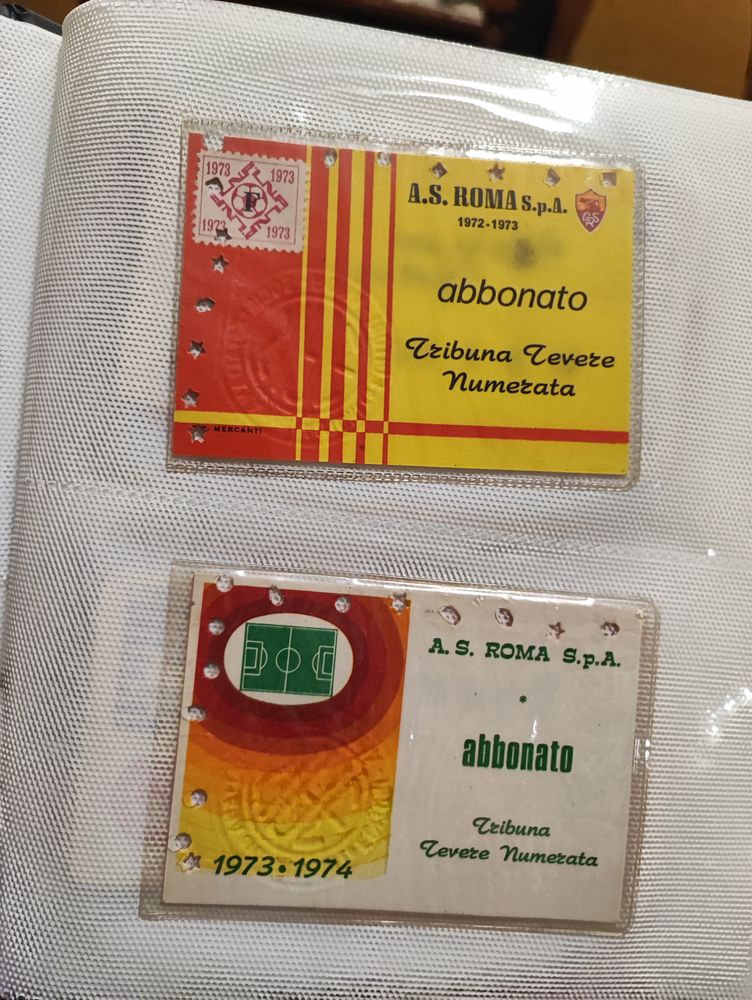 1973 1973
F
1973 1973
A.S. ROMA S.p.A.
1972-1973
abbonato
Tribuna Tevere
Numerata
MERCANTI
A. S. ROMA S.p.A.
*
abbonato
Tribuna
Tevere Numerata
1973 • 1974